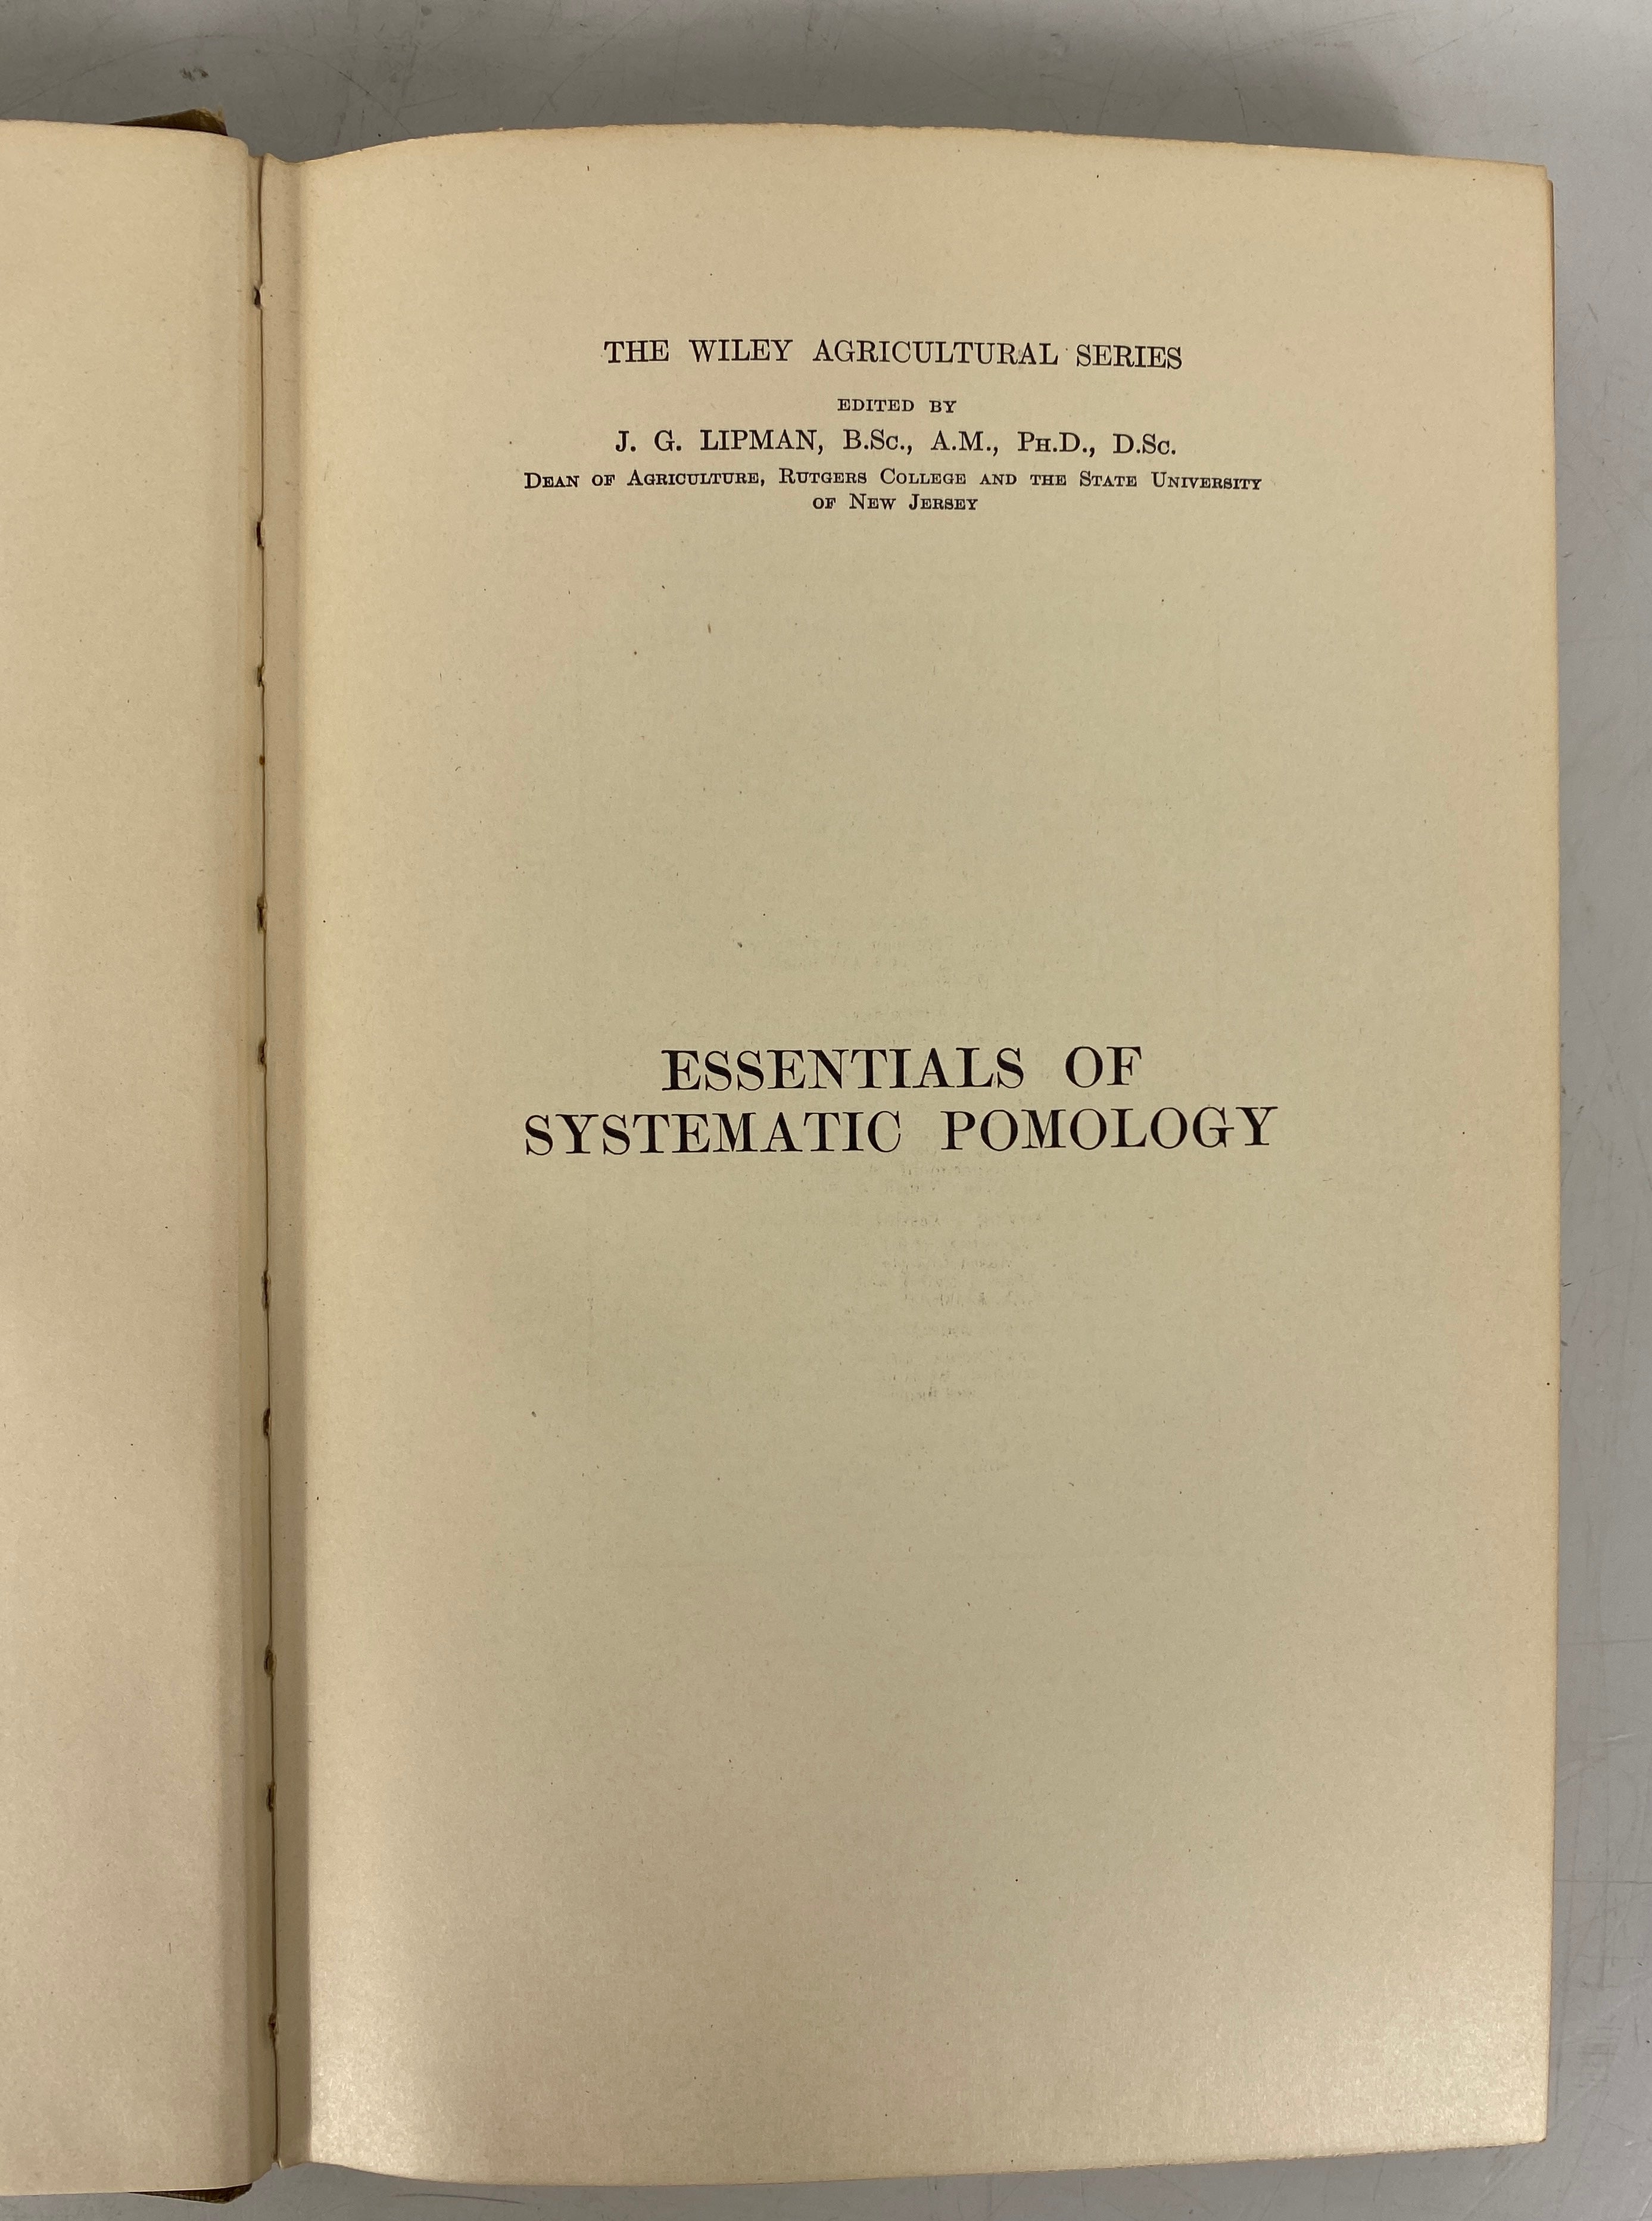 THE WILEY AGRICULTURAL SERIES
EDITED BY
J. G. LIPMAN, B.Sc., A.M., Ph.D., D.Sc.
Dean of Agriculture, Rutgers College and the State University
of New Jersey
ESSENTIALS OF
SYSTEMATIC POMOLOGY